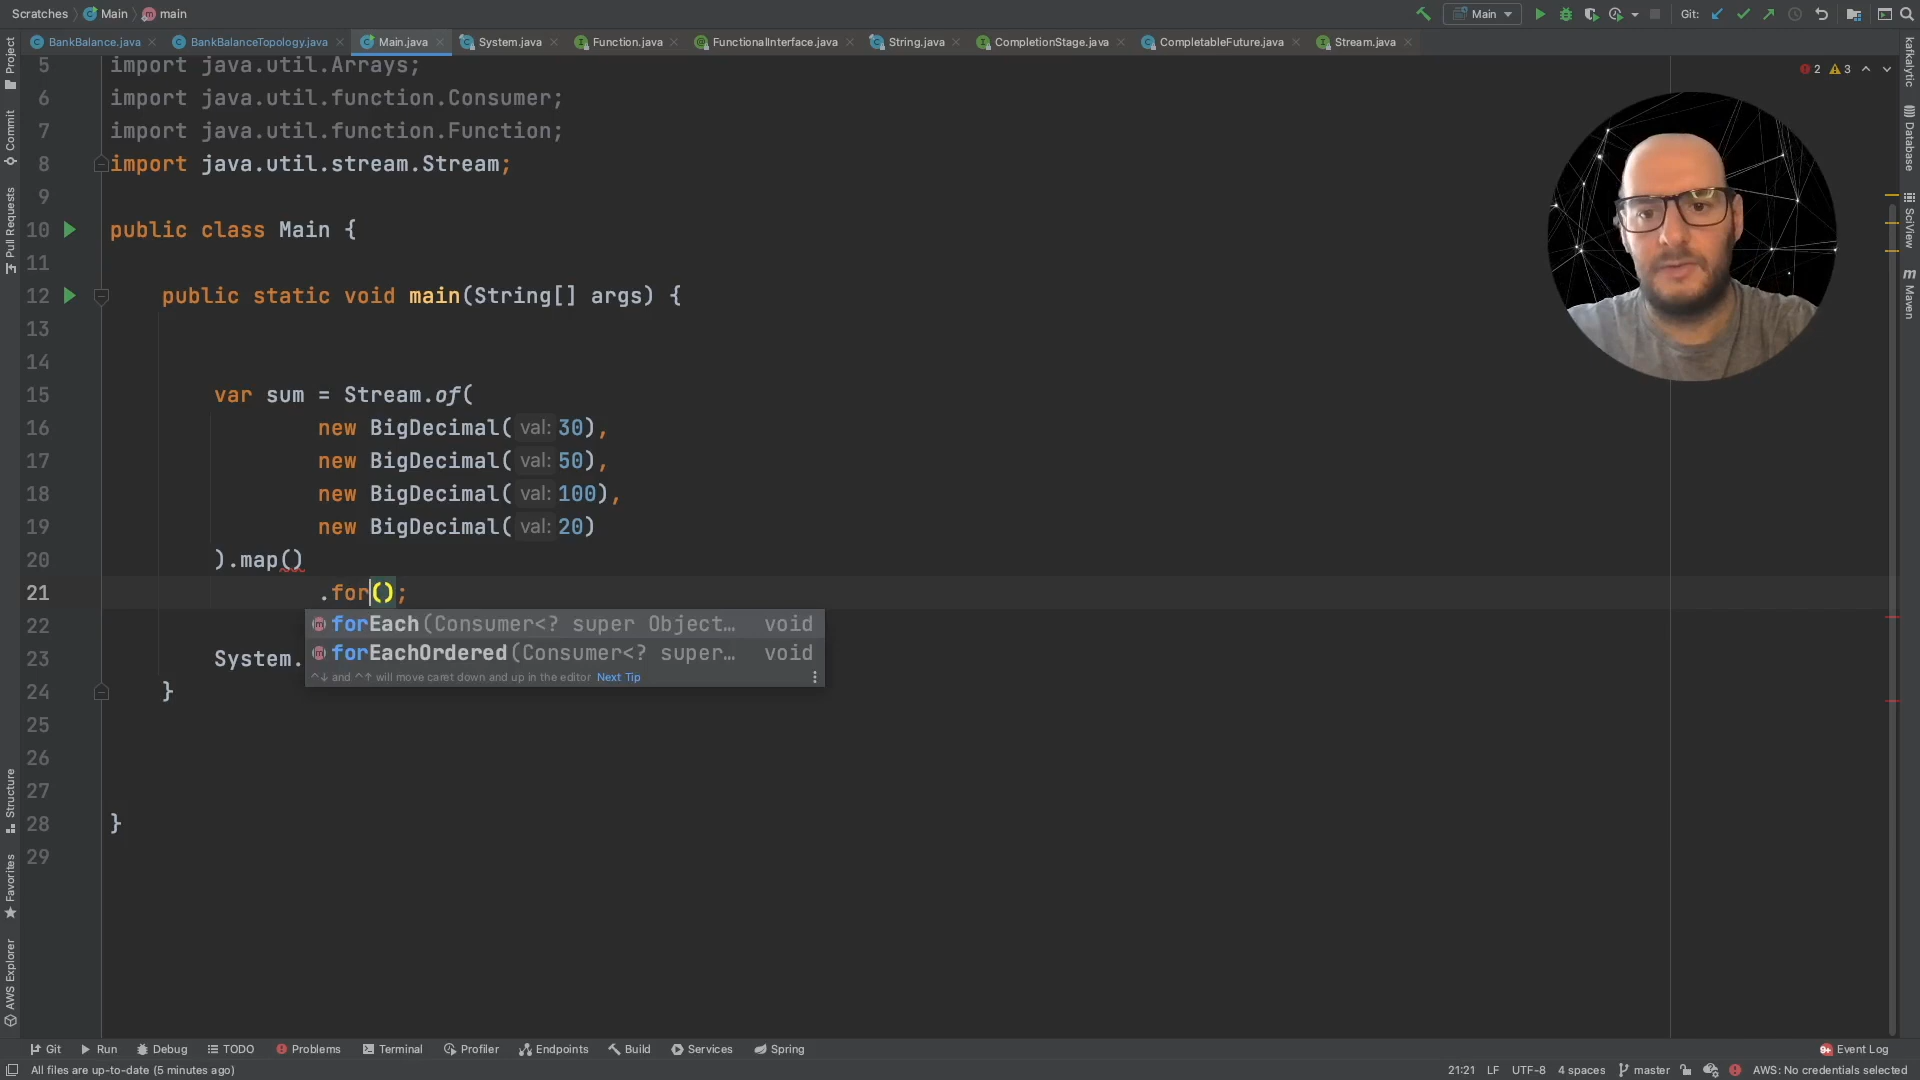 Scratches Main main
Main Git:
BankBalance.java BankBalanceTopology.java Main.java System.java Function.java FunctionalInterface.java String.java CompletionStage.java CompletableFuture.java Stream.java
2 3
5 import java.util.Arrays;
6 import java.util.function.Consumer;
7 import java.util.function.Function;
8 import java.util.stream.Stream;
9
10 public class Main {
11
12 public static void main(String[] args) {
13
14
15 var sum = Stream.of(
16 new BigDecimal( val: 30),
17 new BigDecimal( val: 50),
18 new BigDecimal( val: 100),
19 new BigDecimal( val: 20)
20 ).map()
21 .for();
22 forEach(Consumer<? super Object… void
23 System. forEachOrdered(Consumer<? super… void
^↓ and ^↑ will move caret down and up in the editor Next Tip
24 }
25
26
27
28 }
29
Project
Commit
Pull Requests
Structure
Favorites
AWS Explorer
kafkalytic
Database
SciView
m Maven
Git Run Debug TODO Problems Terminal Profiler Endpoints Build Services Spring 9+ Event Log
All files are up-to-date (5 minutes ago) 21:21 LF UTF-8 4 spaces master AWS: No credentials selected